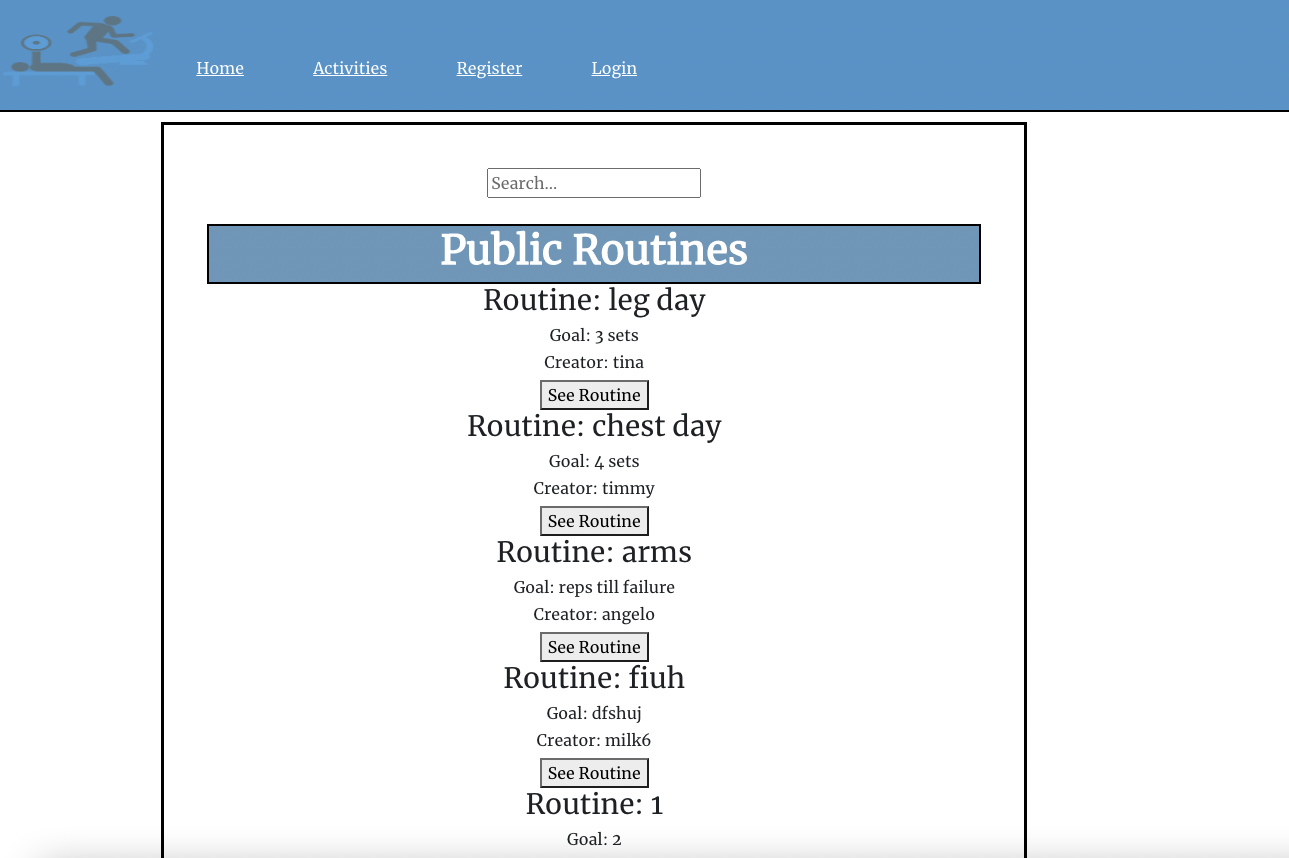 Home Activities Register Login
Search...
Public Routines
Routine: leg day
Goal: 3 sets
Creator: tina
See Routine
Routine: chest day
Goal: 4 sets
Creator: timmy
See Routine
Routine: arms
Goal: reps till failure
Creator: angelo
See Routine
Routine: fiuh
Goal: dfshuj
Creator: milk6
See Routine
Routine: 1
Goal: 2